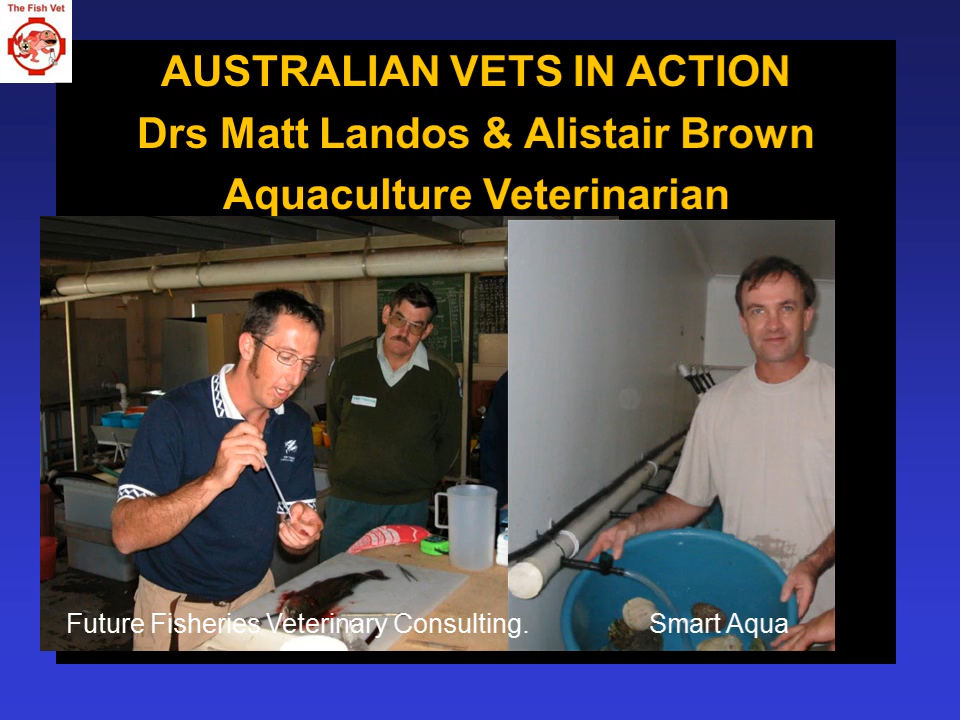 The Fish Vet
AUSTRALIAN VETS IN ACTION
Drs Matt Landos & Alistair Brown
Aquaculture Veterinarian
Future Fisheries Veterinary Consulting.
Smart Aqua